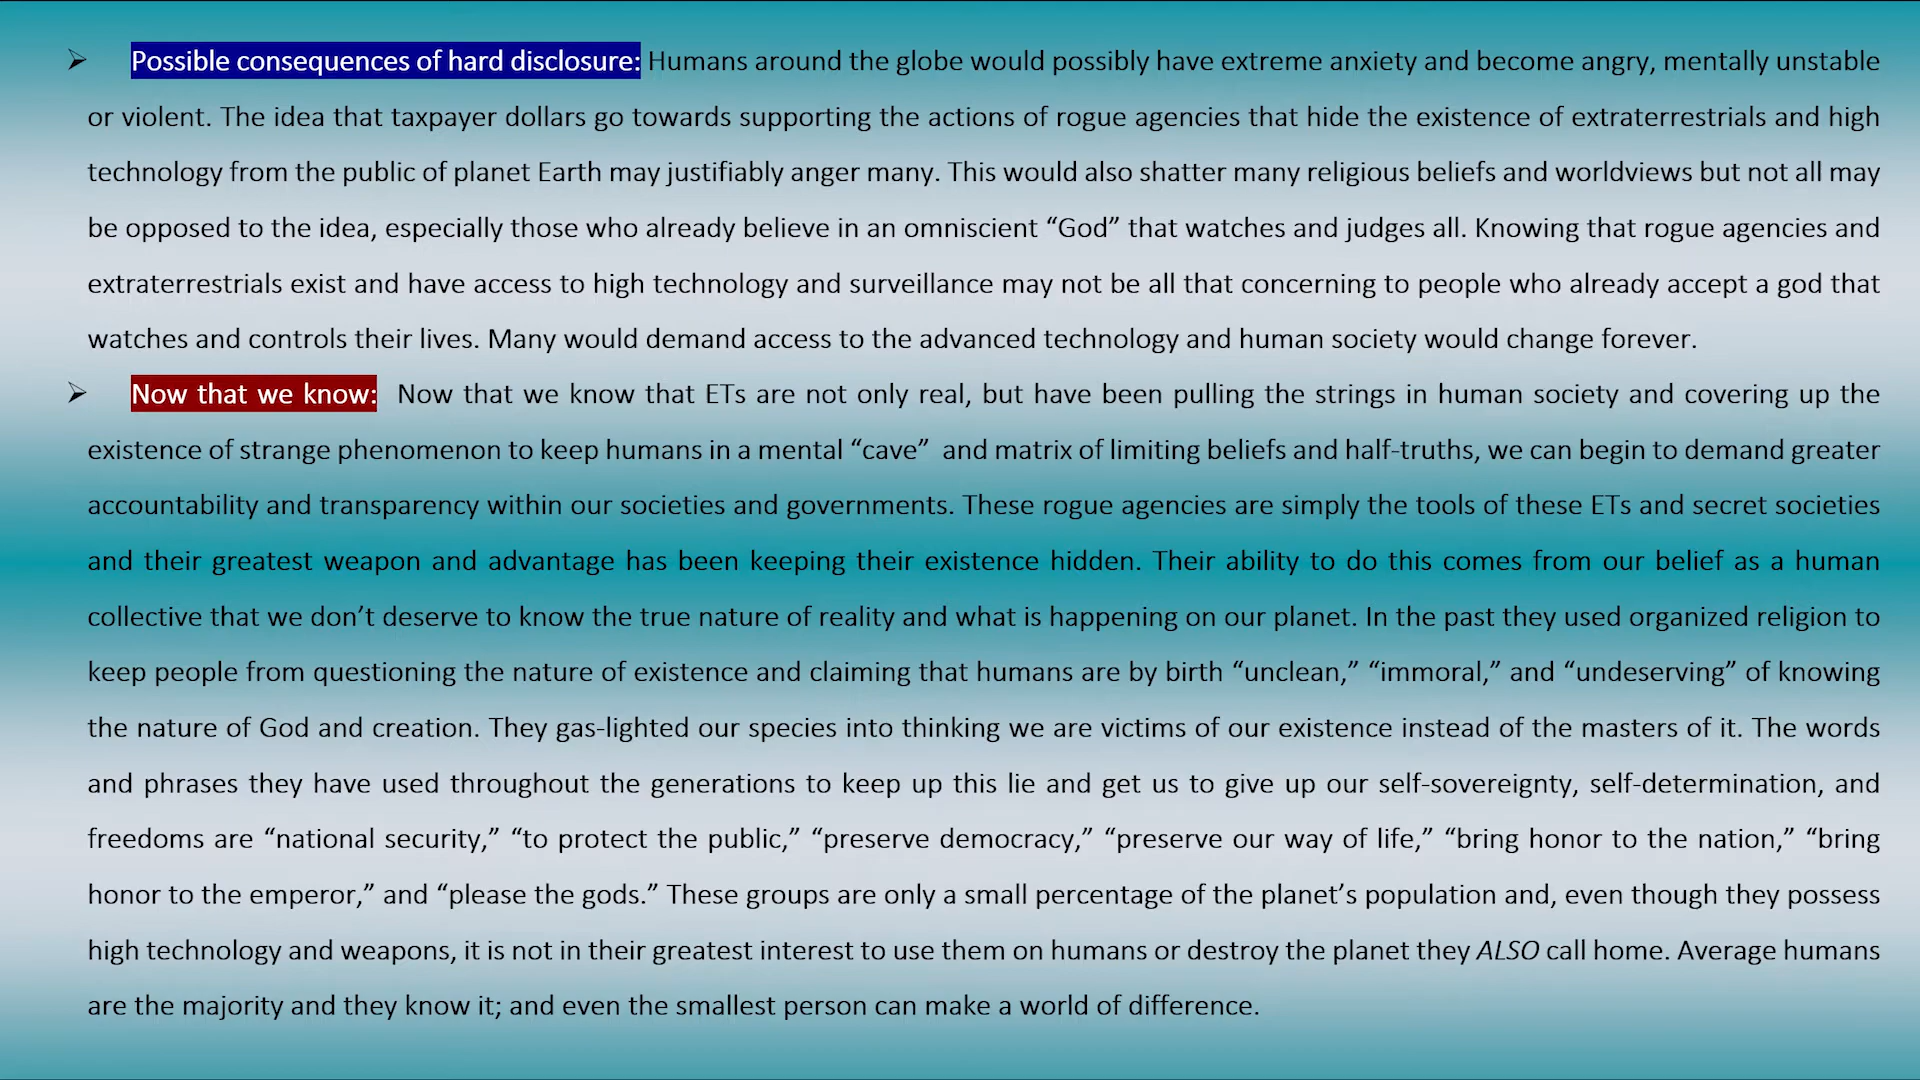 ➢ Possible consequences of hard disclosure: Humans around the globe would possibly have extreme anxiety and become angry, mentally unstable
or violent. The idea that taxpayer dollars go towards supporting the actions of rogue agencies that hide the existence of extraterrestrials and high
technology from the public of planet Earth may justifiably anger many. This would also shatter many religious beliefs and worldviews but not all may
be opposed to the idea, especially those who already believe in an omniscient “God” that watches and judges all. Knowing that rogue agencies and
extraterrestrials exist and have access to high technology and surveillance may not be all that concerning to people who already accept a god that
watches and controls their lives. Many would demand access to the advanced technology and human society would change forever.
➢ Now that we know: Now that we know that ETs are not only real, but have been pulling the strings in human society and covering up the
existence of strange phenomenon to keep humans in a mental “cave” and matrix of limiting beliefs and half-truths, we can begin to demand greater
accountability and transparency within our societies and governments. These rogue agencies are simply the tools of these ETs and secret societies
and their greatest weapon and advantage has been keeping their existence hidden. Their ability to do this comes from our belief as a human
collective that we don’t deserve to know the true nature of reality and what is happening on our planet. In the past they used organized religion to
keep people from questioning the nature of existence and claiming that humans are by birth “unclean,” “immoral,” and “undeserving” of knowing
the nature of God and creation. They gas-lighted our species into thinking we are victims of our existence instead of the masters of it. The words
and phrases they have used throughout the generations to keep up this lie and get us to give up our self-sovereignty, self-determination, and
freedoms are “national security,” “to protect the public,” “preserve democracy,” “preserve our way of life,” “bring honor to the nation,” “bring
honor to the emperor,” and “please the gods.” These groups are only a small percentage of the planet’s population and, even though they possess
high technology and weapons, it is not in their greatest interest to use them on humans or destroy the planet they ALSO call home. Average humans
are the majority and they know it; and even the smallest person can make a world of difference.